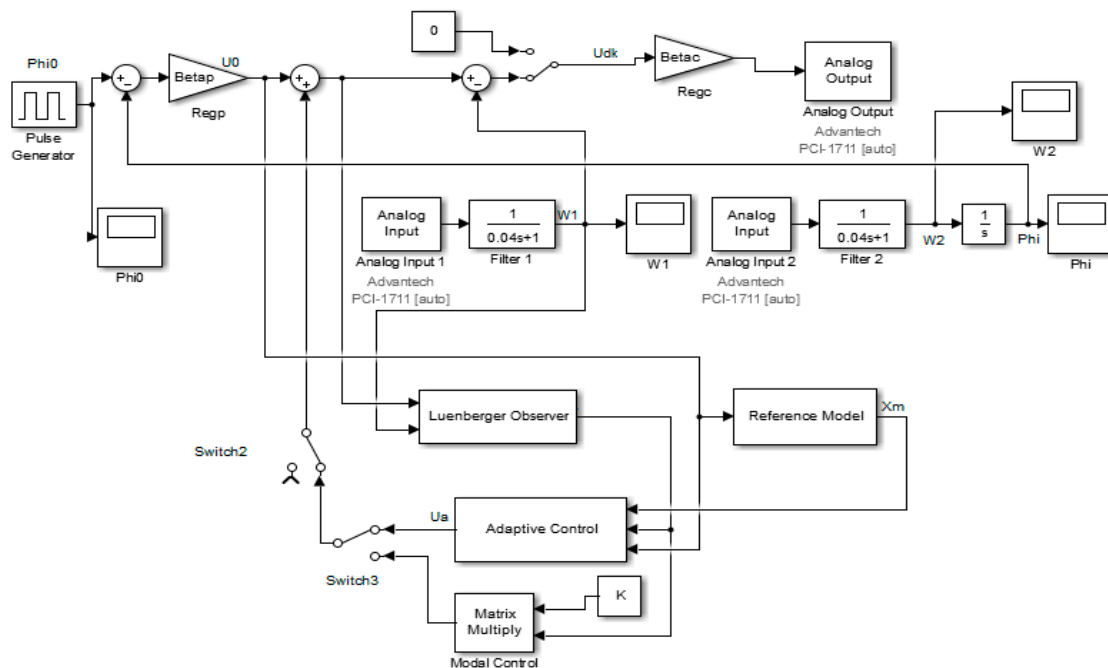 Phi0
Pulse
Generator
Phi0
+
-
Betap
Regp
U0
+
+
+
-
0
Udk
Betac
Regc
Analog
Output
Analog Output
Advantech
PCI-1711 [auto]
W2
Analog
Input
Analog Input 1
Advantech
PCI-1711 [auto]
1
0.04s+1
Filter 1
W1
W1
Analog
Input
Analog Input 2
Advantech
PCI-1711 [auto]
1
0.04s+1
Filter 2
W2
1
s
Phi
Phi
Luenberger Observer
Reference Model
Xm
Switch2
Ua
Adaptive Control
Switch3
Matrix
Multiply
Modal Control
K